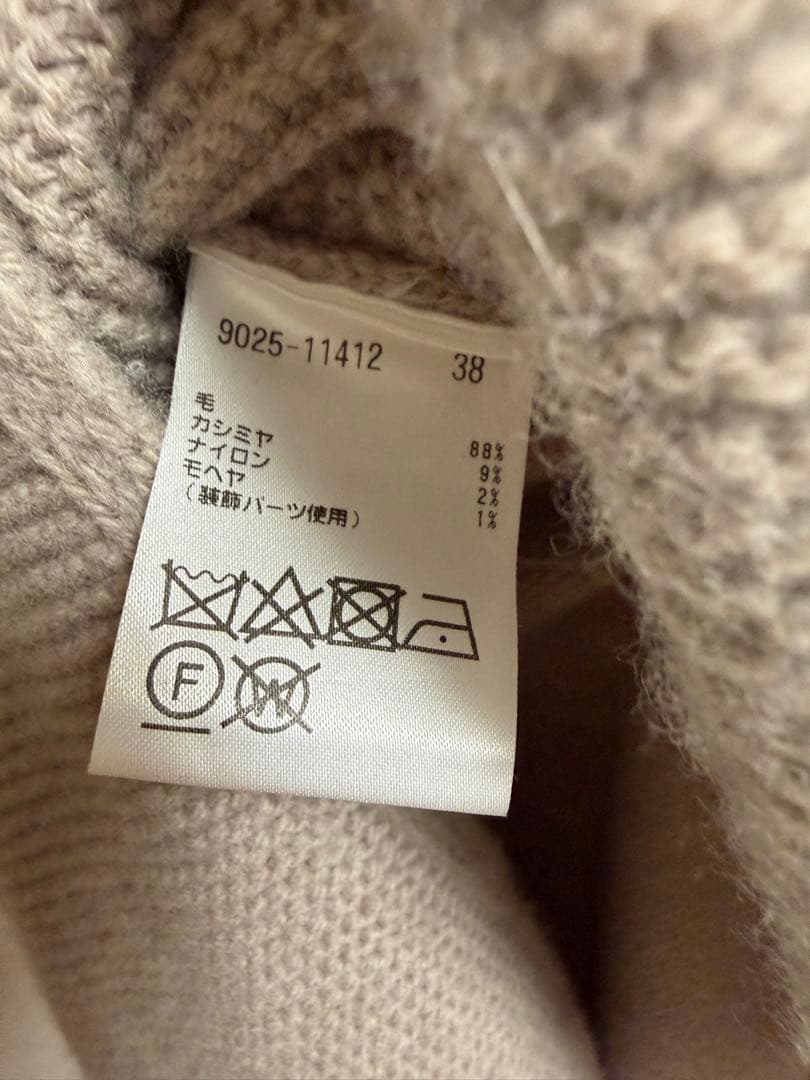 9025-11412 38
毛 88%
カシミヤ 9%
ナイロン 2%
モヘヤ 1%
(装飾パーツ使用)
F W